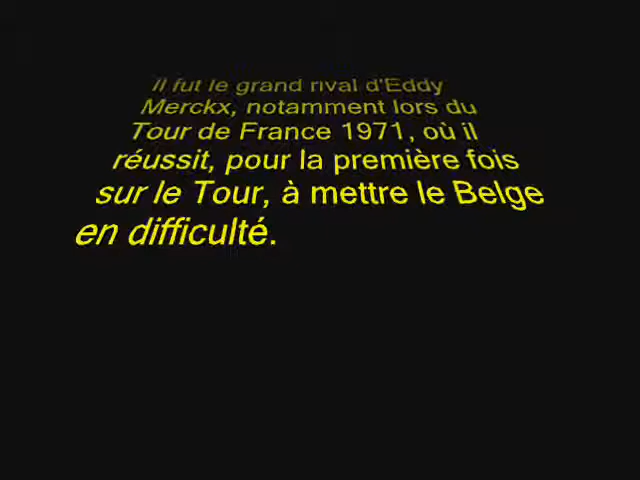 Il fut le grand rival d'Eddy
Merckx, notamment lors du
Tour de France 1971, où il
réussit, pour la première fois
sur le Tour, à mettre le Belge
en difficulté.